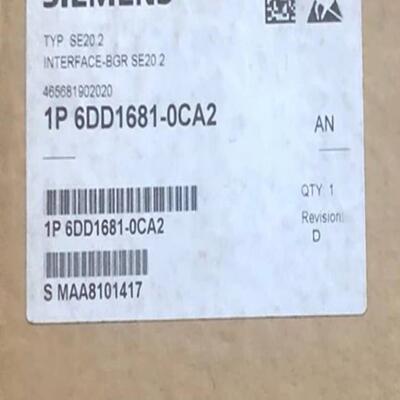 SIEMENS
TYP SE20.2
INTERFACE-BGR SE20.2
465681902020
1P 6DD1681-0CA2
AN
QTY: 1
1P 6DD1681-0CA2
Revision:
D
S MAA8101417